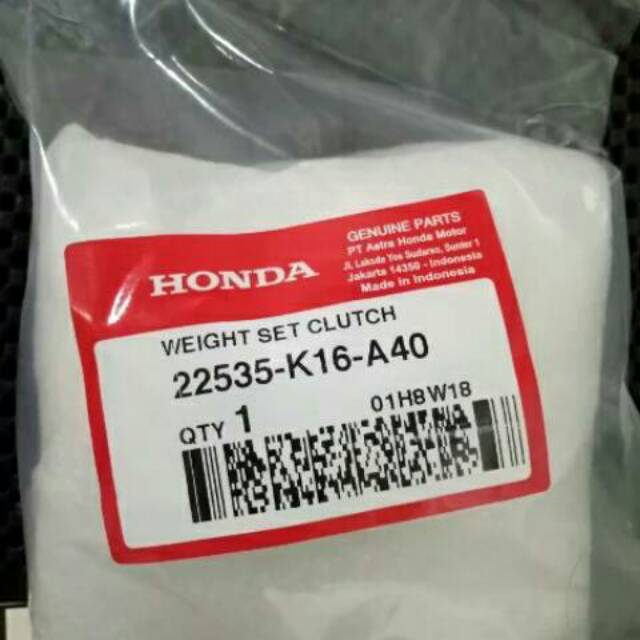 HONDA
GENUINE PARTS
PT Astra Honda Motor
Jl. Laksda Yos Sudarso, Sunter 1
Jakarta 14350 - Indonesia
Made in Indonesia
WEIGHT SET CLUTCH
22535-K16-A40
QTY 1
01H8W18